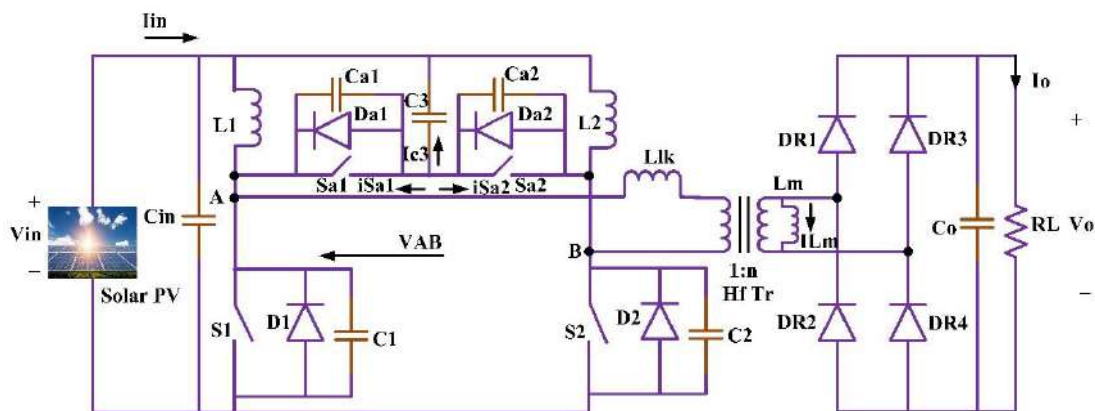 Iin
Ca1
Ca2
C3
Da1
Da2
L1
L2
Ic3
Io
DR1
DR3
Llk
Sa1
iSa1
iSa2
Sa2
Lm
A
+
Vin
−
Cin
ILm
Co
RL
Vo
+
−
VAB
B
1:n
Hf Tr
Solar PV
S1
D1
C1
S2
D2
C2
DR2
DR4